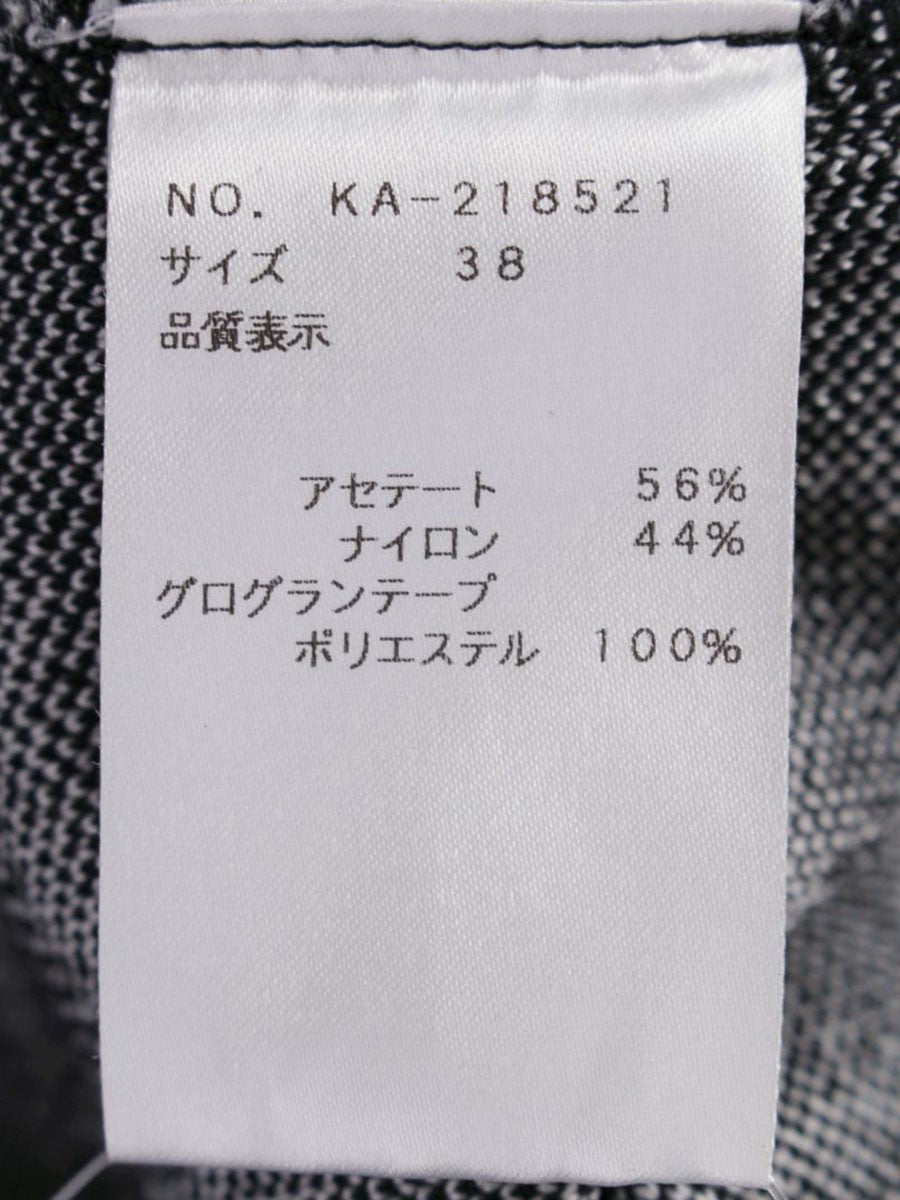 NO. KA-218521
サイズ 38
品質表示
アセテート 56%
ナイロン 44%
グログランテープ
ポリエステル 100%